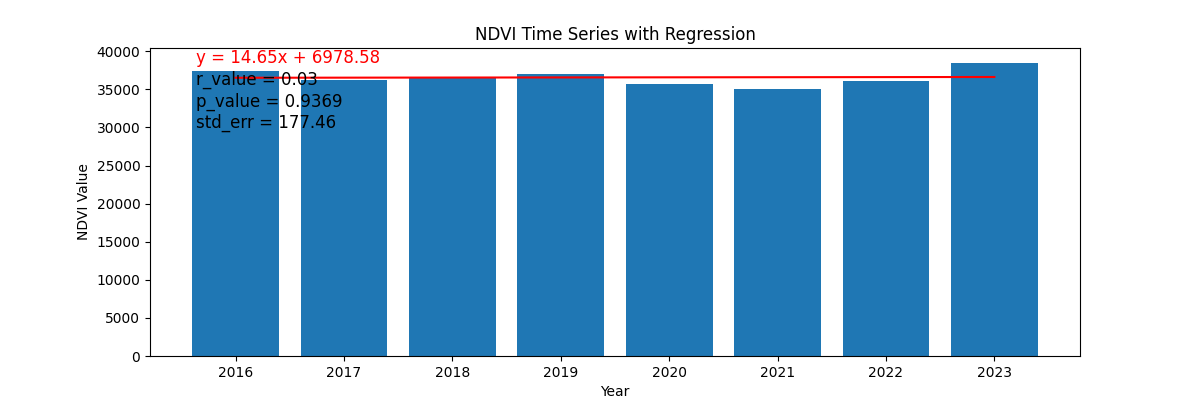 NDVI Time Series with Regression
y = 14.65x + 6978.58
r_value = 0.03
p_value = 0.9369
std_err = 177.46
NDVI Value
40000
35000
30000
25000
20000
15000
10000
5000
0
2016 2017 2018 2019 2020 2021 2022 2023
Year